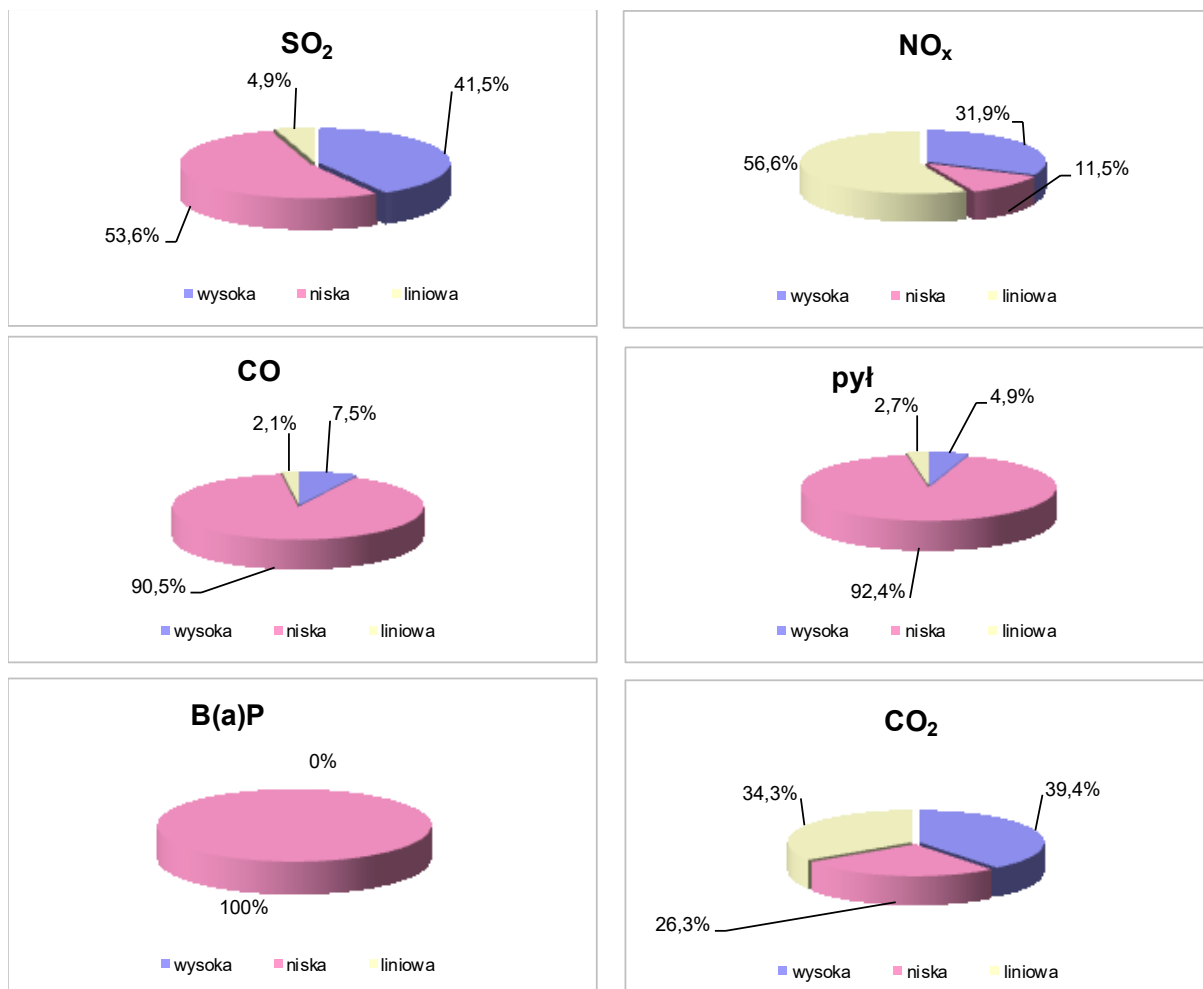 SO₂
4,9%
41,5%
53,6%
wysoka niska liniowa
NOₓ
31,9%
56,6%
11,5%
wysoka niska liniowa
CO
2,1%
7,5%
90,5%
wysoka niska liniowa
pył
2,7%
4,9%
92,4%
wysoka niska liniowa
B(a)P
0%
100%
wysoka niska liniowa
CO₂
34,3%
39,4%
26,3%
wysoka niska liniowa